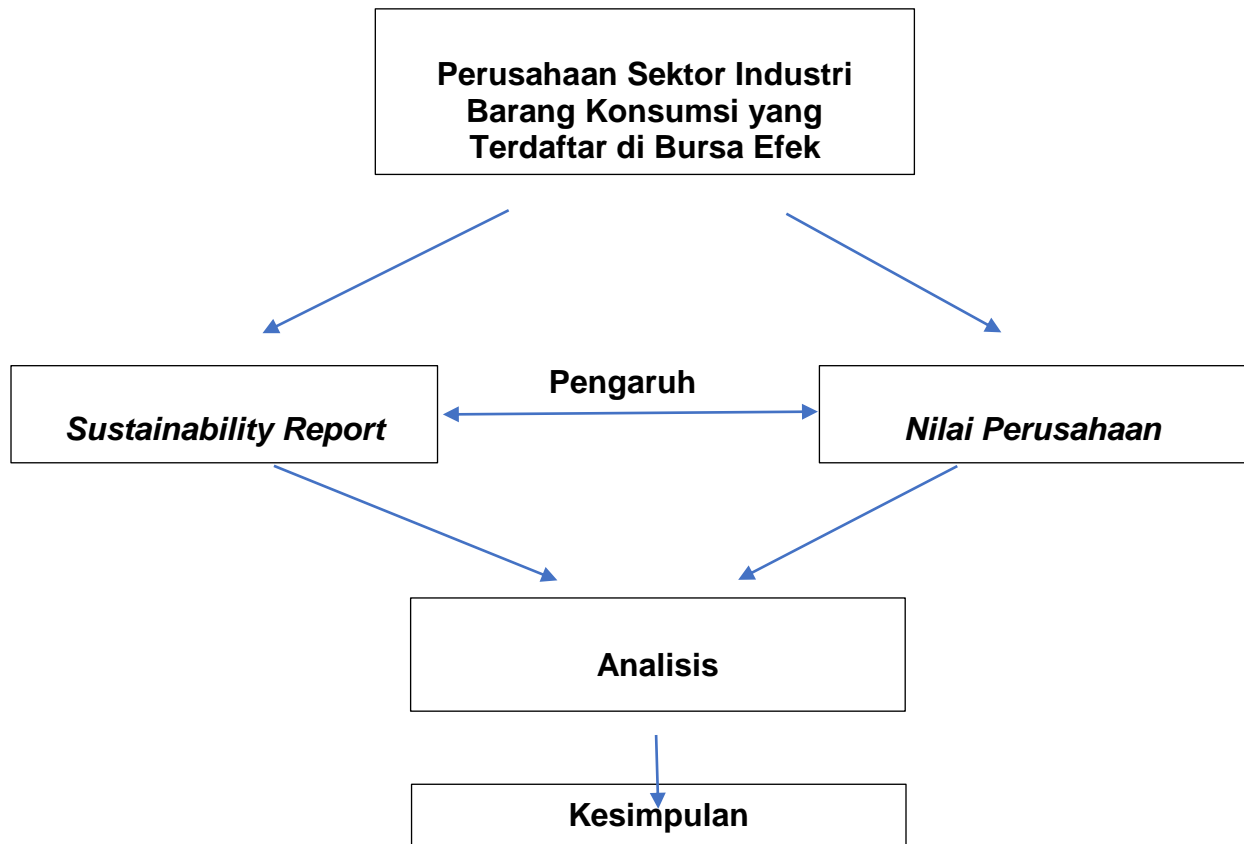 Perusahaan Sektor Industri
Barang Konsumsi yang
Terdaftar di Bursa Efek
Pengaruh
Sustainability Report
Nilai Perusahaan
Analisis
Kesimpulan